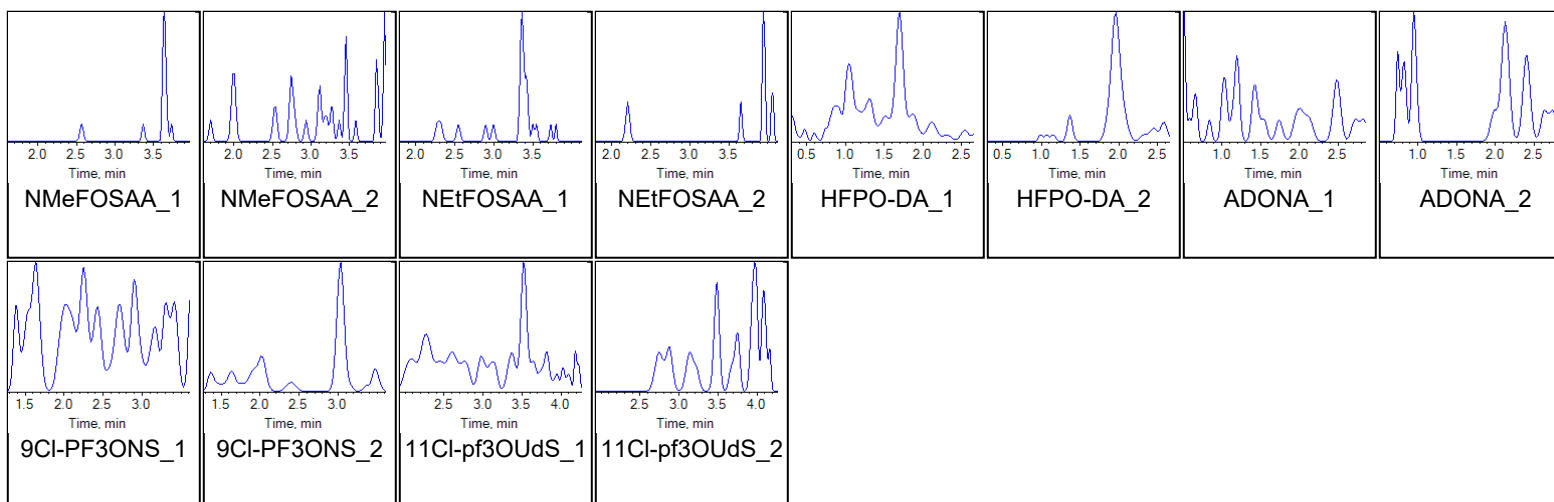 2.0 2.5 3.0 3.5 2.0 2.5 3.0 3.5 2.0 2.5 3.0 3.5 2.0 2.5 3.0 3.5 0.5 1.0 1.5 2.0 2.5 0.5 1.0 1.5 2.0 2.5 1.0 1.5 2.0 2.5 1.0 1.5 2.0 2.5
Time, min Time, min Time, min Time, min Time, min Time, min Time, min Time, min
NMeFOSAA_1 NMeFOSAA_2 NEtFOSAA_1 NEtFOSAA_2 HFPO-DA_1 HFPO-DA_2 ADONA_1 ADONA_2
1.5 2.0 2.5 3.0 1.5 2.0 2.5 3.0 2.5 3.0 3.5 4.0 2.5 3.0 3.5 4.0
Time, min Time, min Time, min Time, min
9Cl-PF3ONS_1 9Cl-PF3ONS_2 11Cl-pf3OUdS_1 11Cl-pf3OUdS_2